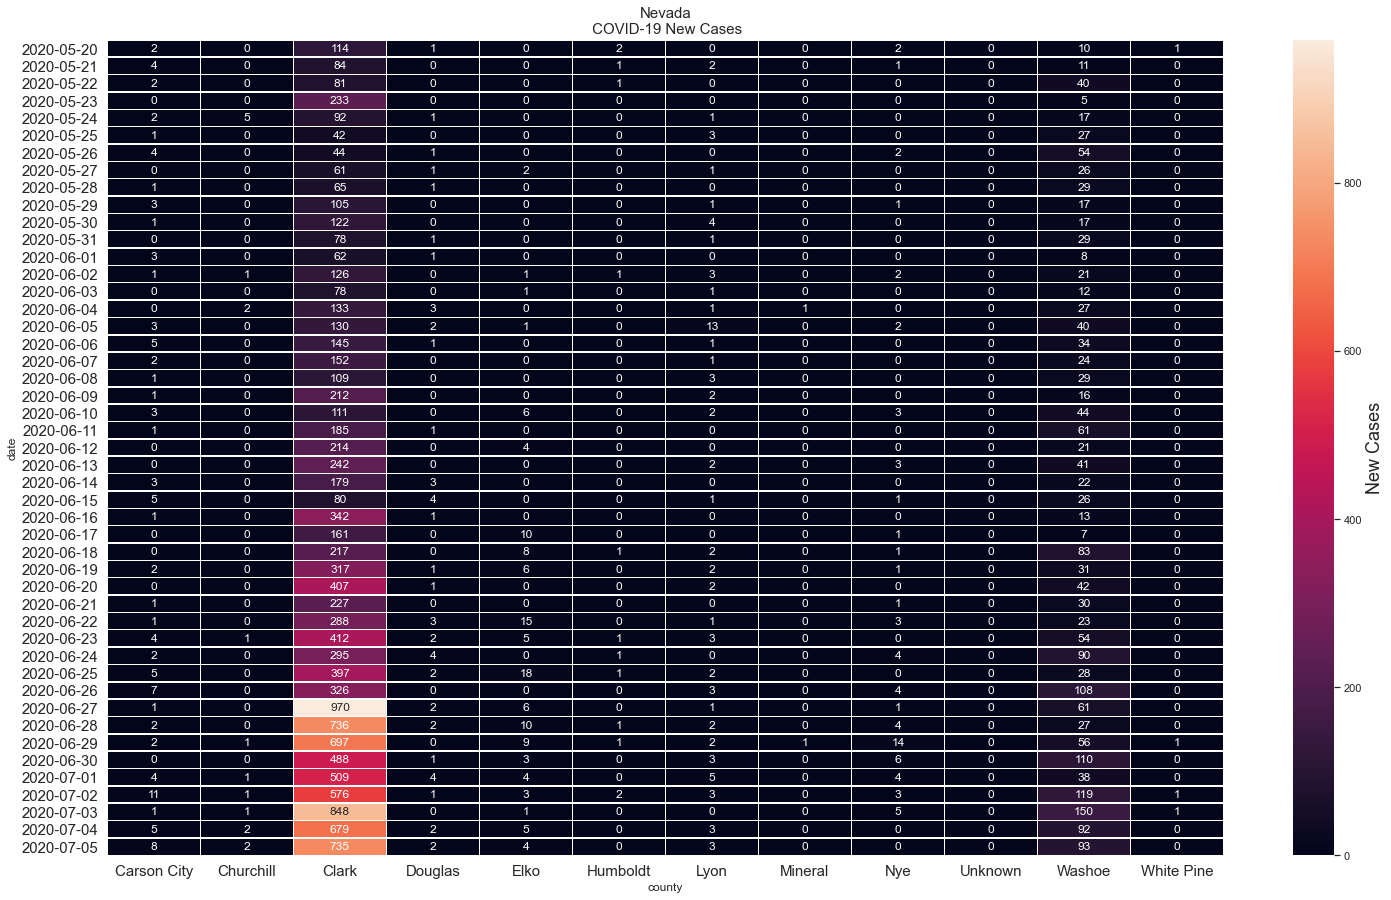 Nevada
COVID-19 New Cases
2020-05-20 2 0 114 1 0 2 0 0 2 0 10 1
2020-05-21 4 0 84 0 0 1 2 0 1 0 11 0
2020-05-22 2 0 81 0 0 1 0 0 0 0 40 0
2020-05-23 0 0 233 0 0 0 0 0 0 0 5 0
2020-05-24 2 5 92 1 0 0 1 0 0 0 17 0
2020-05-25 1 0 42 0 0 0 3 0 0 0 27 0
2020-05-26 4 0 44 1 0 0 0 0 2 0 54 0
2020-05-27 0 0 61 1 2 0 1 0 0 0 26 0
2020-05-28 1 0 65 1 0 0 0 0 0 0 29 0
2020-05-29 3 0 105 0 0 0 1 0 1 0 17 0
2020-05-30 1 0 122 0 0 0 4 0 0 0 17 0
2020-05-31 0 0 78 1 0 0 1 0 0 0 29 0
2020-06-01 3 0 62 1 0 0 0 0 0 0 8 0
2020-06-02 1 1 126 0 1 1 3 0 2 0 21 0
2020-06-03 0 0 78 0 1 0 1 0 0 0 12 0
2020-06-04 0 2 133 3 0 0 1 1 0 0 27 0
2020-06-05 3 0 130 2 1 0 13 0 2 0 40 0
2020-06-06 5 0 145 1 0 0 1 0 0 0 34 0
2020-06-07 2 0 152 0 0 0 1 0 0 0 24 0
2020-06-08 1 0 109 0 0 0 3 0 0 0 29 0
2020-06-09 1 0 212 0 0 0 2 0 0 0 16 0
2020-06-10 3 0 111 0 6 0 2 0 3 0 44 0
2020-06-11 1 0 185 1 0 0 0 0 0 0 61 0
2020-06-12 0 0 214 0 4 0 0 0 0 0 21 0
2020-06-13 0 0 242 0 0 0 2 0 3 0 41 0
2020-06-14 3 0 179 3 0 0 0 0 0 0 22 0
2020-06-15 5 0 80 4 0 0 1 0 1 0 26 0
2020-06-16 1 0 342 1 0 0 0 0 0 0 13 0
2020-06-17 0 0 161 0 10 0 0 0 1 0 7 0
2020-06-18 0 0 217 0 8 1 2 0 1 0 83 0
2020-06-19 2 0 317 1 6 0 2 0 1 0 31 0
2020-06-20 0 0 407 1 0 0 2 0 0 0 42 0
2020-06-21 1 0 227 0 0 0 0 0 1 0 30 0
2020-06-22 1 0 288 3 15 0 1 0 3 0 23 0
2020-06-23 4 1 412 2 5 1 3 0 0 0 54 0
2020-06-24 2 0 295 4 0 1 0 0 4 0 90 0
2020-06-25 5 0 397 2 18 1 2 0 0 0 28 0
2020-06-26 7 0 326 0 0 0 3 0 4 0 108 0
2020-06-27 1 0 970 2 6 0 1 0 1 0 61 0
2020-06-28 2 0 736 2 10 1 2 0 4 0 27 0
2020-06-29 2 1 697 0 9 1 2 1 14 0 56 1
2020-06-30 0 0 488 1 3 0 3 0 6 0 110 0
2020-07-01 4 1 509 4 4 0 5 0 4 0 38 0
2020-07-02 11 1 576 1 3 2 3 0 3 0 119 1
2020-07-03 1 1 848 0 1 0 0 0 5 0 150 1
2020-07-04 5 2 679 2 5 0 3 0 0 0 92 0
2020-07-05 8 2 735 2 4 0 3 0 0 0 93 0
Carson City Churchill Clark Douglas Elko Humboldt Lyon Mineral Nye Unknown Washoe White Pine
county
date
800
600
400
200
0
New Cases